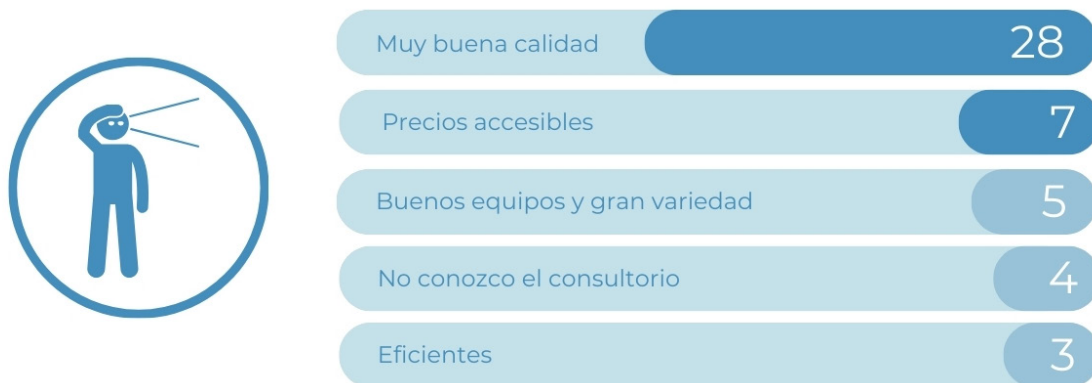 Muy buena calidad 28
Precios accesibles 7
Buenos equipos y gran variedad 5
No conozco el consultorio 4
Eficientes 3